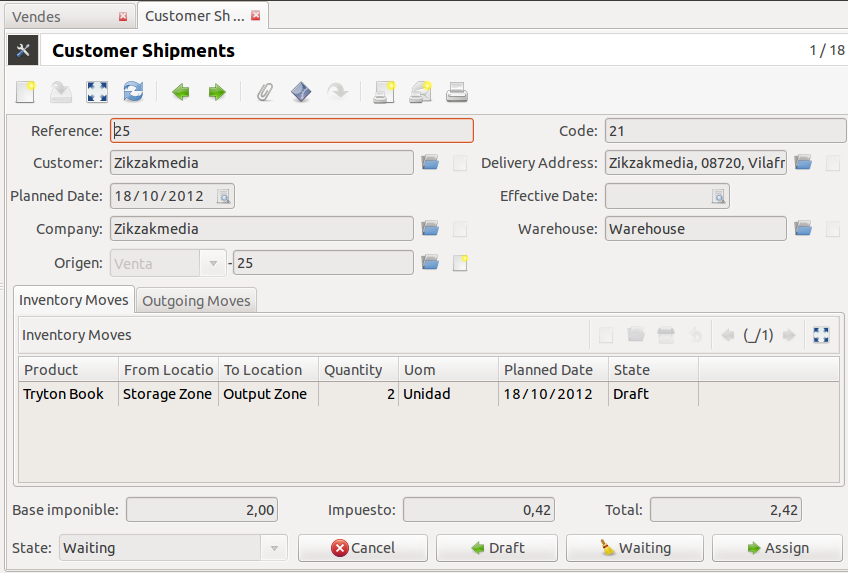 Vendes
Customer Sh ...
Customer Shipments
1 / 18
Reference: 25 Code: 21
Customer: Zikzakmedia Delivery Address: Zikzakmedia, 08720, Vilafr
Planned Date: 18/10/2012 Effective Date:
Company: Zikzakmedia Warehouse: Warehouse
Origen: Venta - 25
Inventory Moves Outgoing Moves
Inventory Moves (_/1)
Product From Locatio To Location Quantity Uom Planned Date State
Tryton Book Storage Zone Output Zone 2 Unidad 18/10/2012 Draft
Base imponible: 2,00 Impuesto: 0,42 Total: 2,42
State: Waiting Cancel Draft Waiting Assign